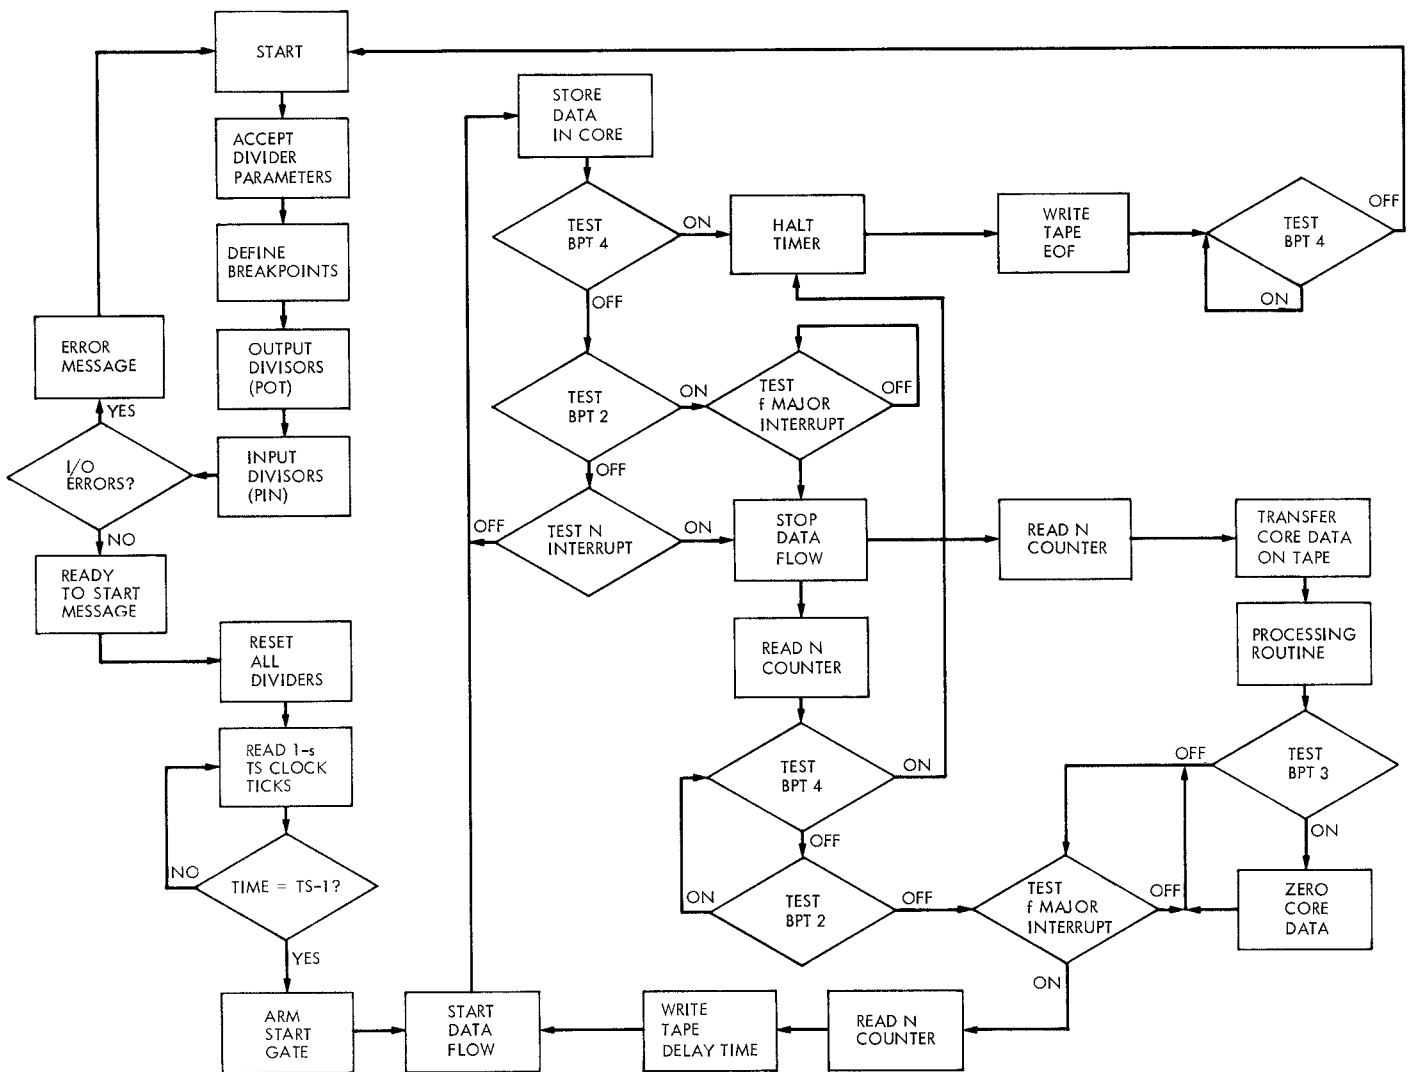 START
ACCEPT
DIVIDER
PARAMETERS
DEFINE
BREAKPOINTS
OUTPUT
DIVISORS
(POT)
INPUT
DIVISORS
(PIN)
I/O
ERRORS?
YES
ERROR
MESSAGE
NO
READY
TO START
MESSAGE
RESET
ALL
DIVIDERS
READ 1-s
TS CLOCK
TICKS
TIME = TS-1?
NO
YES
ARM
START
GATE
START
DATA
FLOW
STORE
DATA
IN CORE
TEST
BPT 4
ON
OFF
HALT
TIMER
WRITE
TAPE
EOF
TEST
BPT 4
OFF
ON
TEST
BPT 2
ON
OFF
TEST
f MAJOR
INTERRUPT
OFF
TEST N
INTERRUPT
OFF
ON
STOP
DATA
FLOW
READ N
COUNTER
TRANSFER
CORE DATA
ON TAPE
PROCESSING
ROUTINE
TEST
BPT 3
OFF
ON
ZERO
CORE
DATA
READ N
COUNTER
TEST
BPT 4
ON
OFF
TEST
BPT 2
ON
OFF
TEST
f MAJOR
INTERRUPT
OFF
ON
READ N
COUNTER
WRITE
TAPE
DELAY TIME